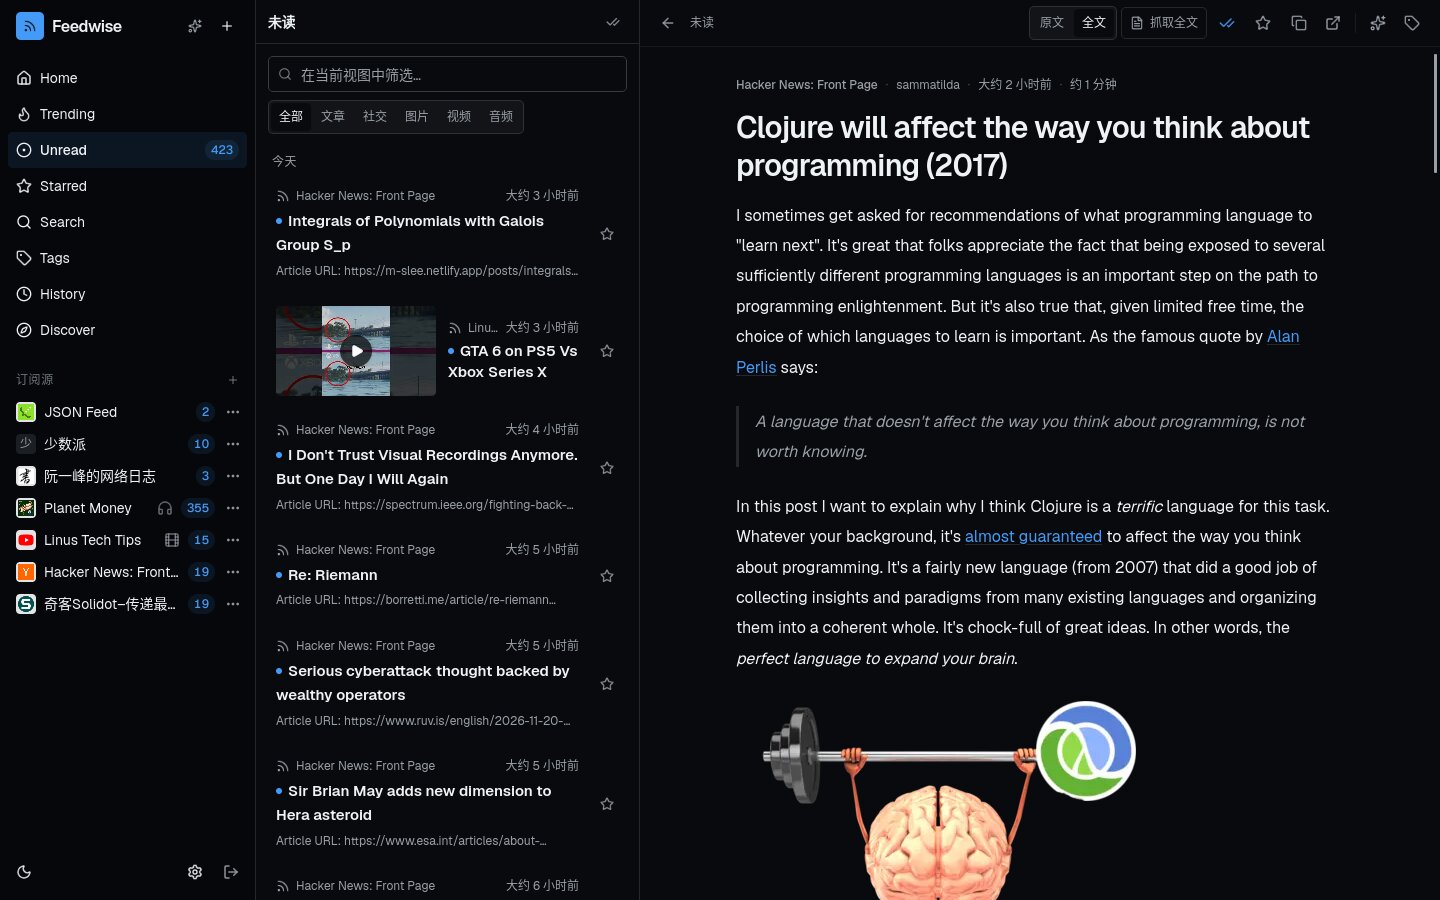 Feedwise
Home
Trending
Unread 423
Starred
Search
Tags
History
Discover
订阅源
JSON Feed 2
少 少数派 10
阮一峰的网络日志 3
Planet Money 355
Linus Tech Tips 15
Hacker News: Front... 19
奇客Solidot–传递最... 19
未读
在当前视图中筛选...
全部 文章 社交 图片 视频 音频
今天
Hacker News: Front Page 大约 3 小时前
Integrals of Polynomials with Galois
Group S_p
Article URL: https://m-slee.netlify.app/posts/integrals...
Linu... 大约 3 小时前
GTA 6 on PS5 Vs
Xbox Series X
Hacker News: Front Page 大约 4 小时前
I Don't Trust Visual Recordings Anymore.
But One Day I Will Again
Article URL: https://spectrum.ieee.org/fighting-back-...
Hacker News: Front Page 大约 5 小时前
Re: Riemann
Article URL: https://borretti.me/article/re-riemann...
Hacker News: Front Page 大约 5 小时前
Serious cyberattack thought backed by
wealthy operators
Article URL: https://www.ruv.is/english/2026-11-20-...
Hacker News: Front Page 大约 5 小时前
Sir Brian May adds new dimension to
Hera asteroid
Article URL: https://www.esa.int/articles/about-...
Hacker News: Front Page 大约 6 小时前
未读
原文 全文 抓取全文
Hacker News: Front Page · sammatilda · 大约 2 小时前 · 约 1 分钟
Clojure will affect the way you think about
programming (2017)
I sometimes get asked for recommendations of what programming language to
"learn next". It's great that folks appreciate the fact that being exposed to several
sufficiently different programming languages is an important step on the path to
programming enlightenment. But it's also true that, given limited free time, the
choice of which languages to learn is important. As the famous quote by Alan
Perlis says:
A language that doesn't affect the way you think about programming, is not
worth knowing.
In this post I want to explain why I think Clojure is a terrific language for this task.
Whatever your background, it's almost guaranteed to affect the way you think
about programming. It's a fairly new language (from 2007) that did a good job of
collecting insights and paradigms from many existing languages and organizing
them into a coherent whole. It's chock-full of great ideas. In other words, the
perfect language to expand your brain.